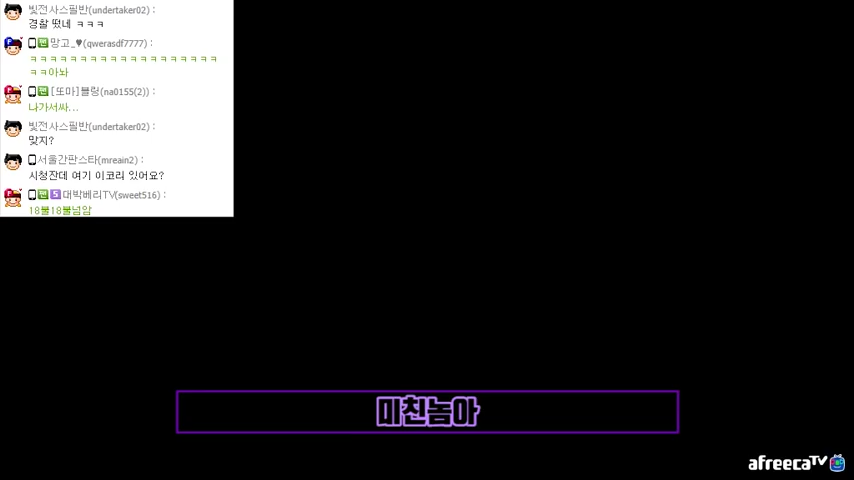 빛전사스필반(undertaker02) :
경찰 떴네 ㅋㅋㅋ
팬 망고_♥(qwerasdf7777) :
ㅋㅋㅋㅋㅋㅋㅋㅋㅋㅋㅋㅋㅋㅋㅋㅋㅋㅋㅋ
ㅋㅋ아놔
팬 [또마]블링(na0155(2)) :
나가서싸...
빛전사스필반(undertaker02) :
맞지?
서울간판스타(mreain2) :
시청잔데 여기 이코리 있어요?
팬 S 대박베리TV(sweet516) :
18불18불넘암
미친놈아
afreecaTV